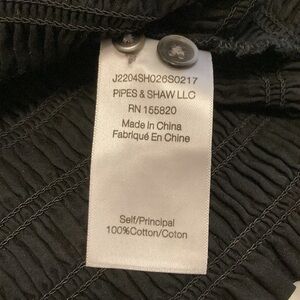 J2204SH026S0217
PIPES & SHAW LLC
RN 155820
Made in China
Fabriqué En Chine
Self/Principal
100%Cotton/Coton